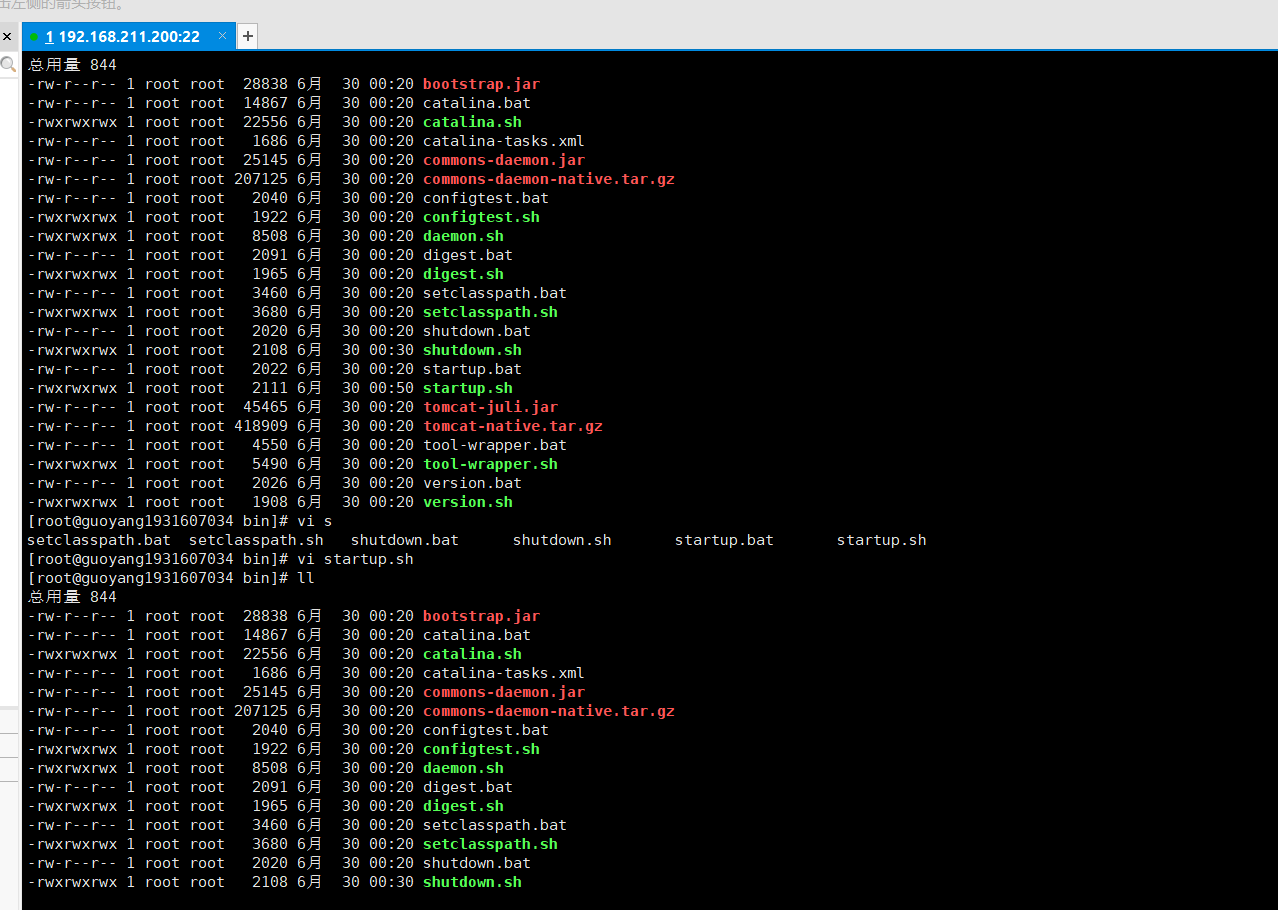 击左侧的箭头按钮。
1 192.168.211.200:22
总用量 844
-rw-r--r-- 1 root root  28838 6月  30 00:20 bootstrap.jar
-rw-r--r-- 1 root root  14867 6月  30 00:20 catalina.bat
-rwxrwxrwx 1 root root  22556 6月  30 00:20 catalina.sh
-rw-r--r-- 1 root root   1686 6月  30 00:20 catalina-tasks.xml
-rw-r--r-- 1 root root  25145 6月  30 00:20 commons-daemon.jar
-rw-r--r-- 1 root root 207125 6月  30 00:20 commons-daemon-native.tar.gz
-rw-r--r-- 1 root root   2040 6月  30 00:20 configtest.bat
-rwxrwxrwx 1 root root   1922 6月  30 00:20 configtest.sh
-rwxrwxrwx 1 root root   8508 6月  30 00:20 daemon.sh
-rw-r--r-- 1 root root   2091 6月  30 00:20 digest.bat
-rwxrwxrwx 1 root root   1965 6月  30 00:20 digest.sh
-rw-r--r-- 1 root root   3460 6月  30 00:20 setclasspath.bat
-rwxrwxrwx 1 root root   3680 6月  30 00:20 setclasspath.sh
-rw-r--r-- 1 root root   2020 6月  30 00:20 shutdown.bat
-rwxrwxrwx 1 root root   2108 6月  30 00:30 shutdown.sh
-rw-r--r-- 1 root root   2022 6月  30 00:20 startup.bat
-rwxrwxrwx 1 root root   2111 6月  30 00:50 startup.sh
-rw-r--r-- 1 root root  45465 6月  30 00:20 tomcat-juli.jar
-rw-r--r-- 1 root root 418909 6月  30 00:20 tomcat-native.tar.gz
-rw-r--r-- 1 root root   4550 6月  30 00:20 tool-wrapper.bat
-rwxrwxrwx 1 root root   5490 6月  30 00:20 tool-wrapper.sh
-rw-r--r-- 1 root root   2026 6月  30 00:20 version.bat
-rwxrwxrwx 1 root root   1908 6月  30 00:20 version.sh
[root@guoyang1931607034 bin]# vi s
setclasspath.bat  setclasspath.sh   shutdown.bat      shutdown.sh       startup.bat       startup.sh
[root@guoyang1931607034 bin]# vi startup.sh
[root@guoyang1931607034 bin]# ll
总用量 844
-rw-r--r-- 1 root root  28838 6月  30 00:20 bootstrap.jar
-rw-r--r-- 1 root root  14867 6月  30 00:20 catalina.bat
-rwxrwxrwx 1 root root  22556 6月  30 00:20 catalina.sh
-rw-r--r-- 1 root root   1686 6月  30 00:20 catalina-tasks.xml
-rw-r--r-- 1 root root  25145 6月  30 00:20 commons-daemon.jar
-rw-r--r-- 1 root root 207125 6月  30 00:20 commons-daemon-native.tar.gz
-rw-r--r-- 1 root root   2040 6月  30 00:20 configtest.bat
-rwxrwxrwx 1 root root   1922 6月  30 00:20 configtest.sh
-rwxrwxrwx 1 root root   8508 6月  30 00:20 daemon.sh
-rw-r--r-- 1 root root   2091 6月  30 00:20 digest.bat
-rwxrwxrwx 1 root root   1965 6月  30 00:20 digest.sh
-rw-r--r-- 1 root root   3460 6月  30 00:20 setclasspath.bat
-rwxrwxrwx 1 root root   3680 6月  30 00:20 setclasspath.sh
-rw-r--r-- 1 root root   2020 6月  30 00:20 shutdown.bat
-rwxrwxrwx 1 root root   2108 6月  30 00:30 shutdown.sh